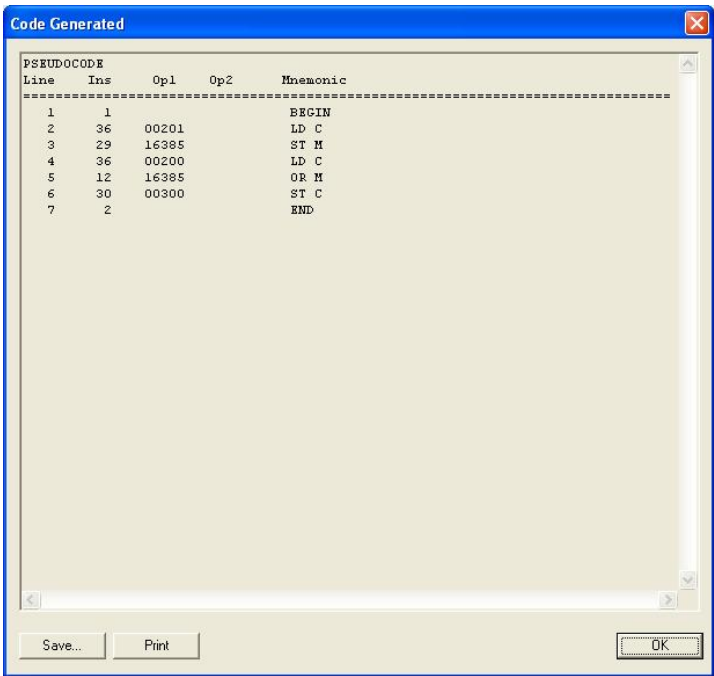 Code Generated
PSEUDOCODE
Line Ins Op1 Op2 Mnemonic
================================================================================
1 1 BEGIN
2 36 00201 LD C
3 29 16385 ST M
4 36 00200 LD C
5 12 16385 OR M
6 30 00300 ST C
7 2 END
Save... Print OK